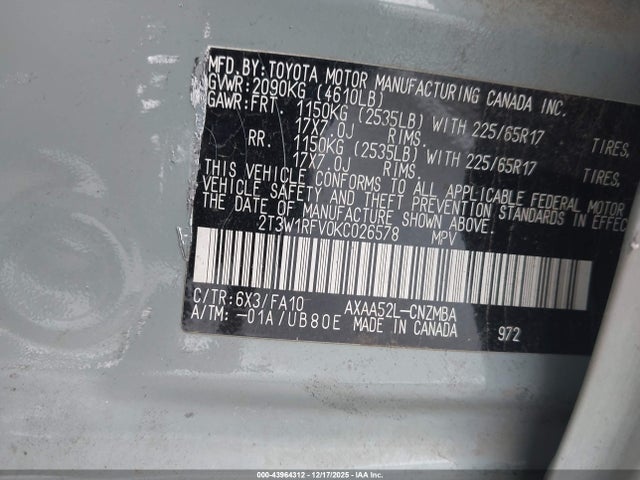 MFD.BY:TOYOTA MOTOR MANUFACTURING CANADA INC.
GVWR:2090KG (4610LB)
GAWR:FRT. 1150KG (2535LB) WITH 225/65R17 TIRES,
17X7.0J RIMS.
RR. 1150KG (2535LB) WITH 225/65R17 TIRES,
17X7.0J RIMS.
THIS VEHICLE CONFORMS TO ALL APPLICABLE FEDERAL MOTOR
VEHICLE SAFETY AND THEFT PREVENTION STANDARDS IN EFFEC
THE DATE OF MANUFACTURE SHOWN ABOVE.
2T3W1RFV0KC026578 MPV
C/TR:6X3/FA10 AXAA52L-CNZMBA
A/TM: -01A/UB80E MADE IN CANADA 972
000-43964312 | 12/17/2025 - IAA Inc.